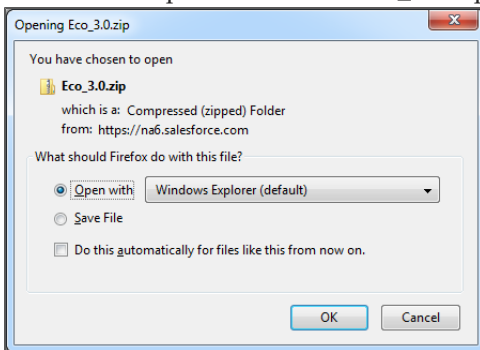 Opening Eco_3.0.zip
You have chosen to open
Eco_3.0.zip
which is a: Compressed (zipped) Folder
from: https://na6.salesforce.com
What should Firefox do with this file?
Open with Windows Explorer (default)
Save File
Do this automatically for files like this from now on.
OK Cancel